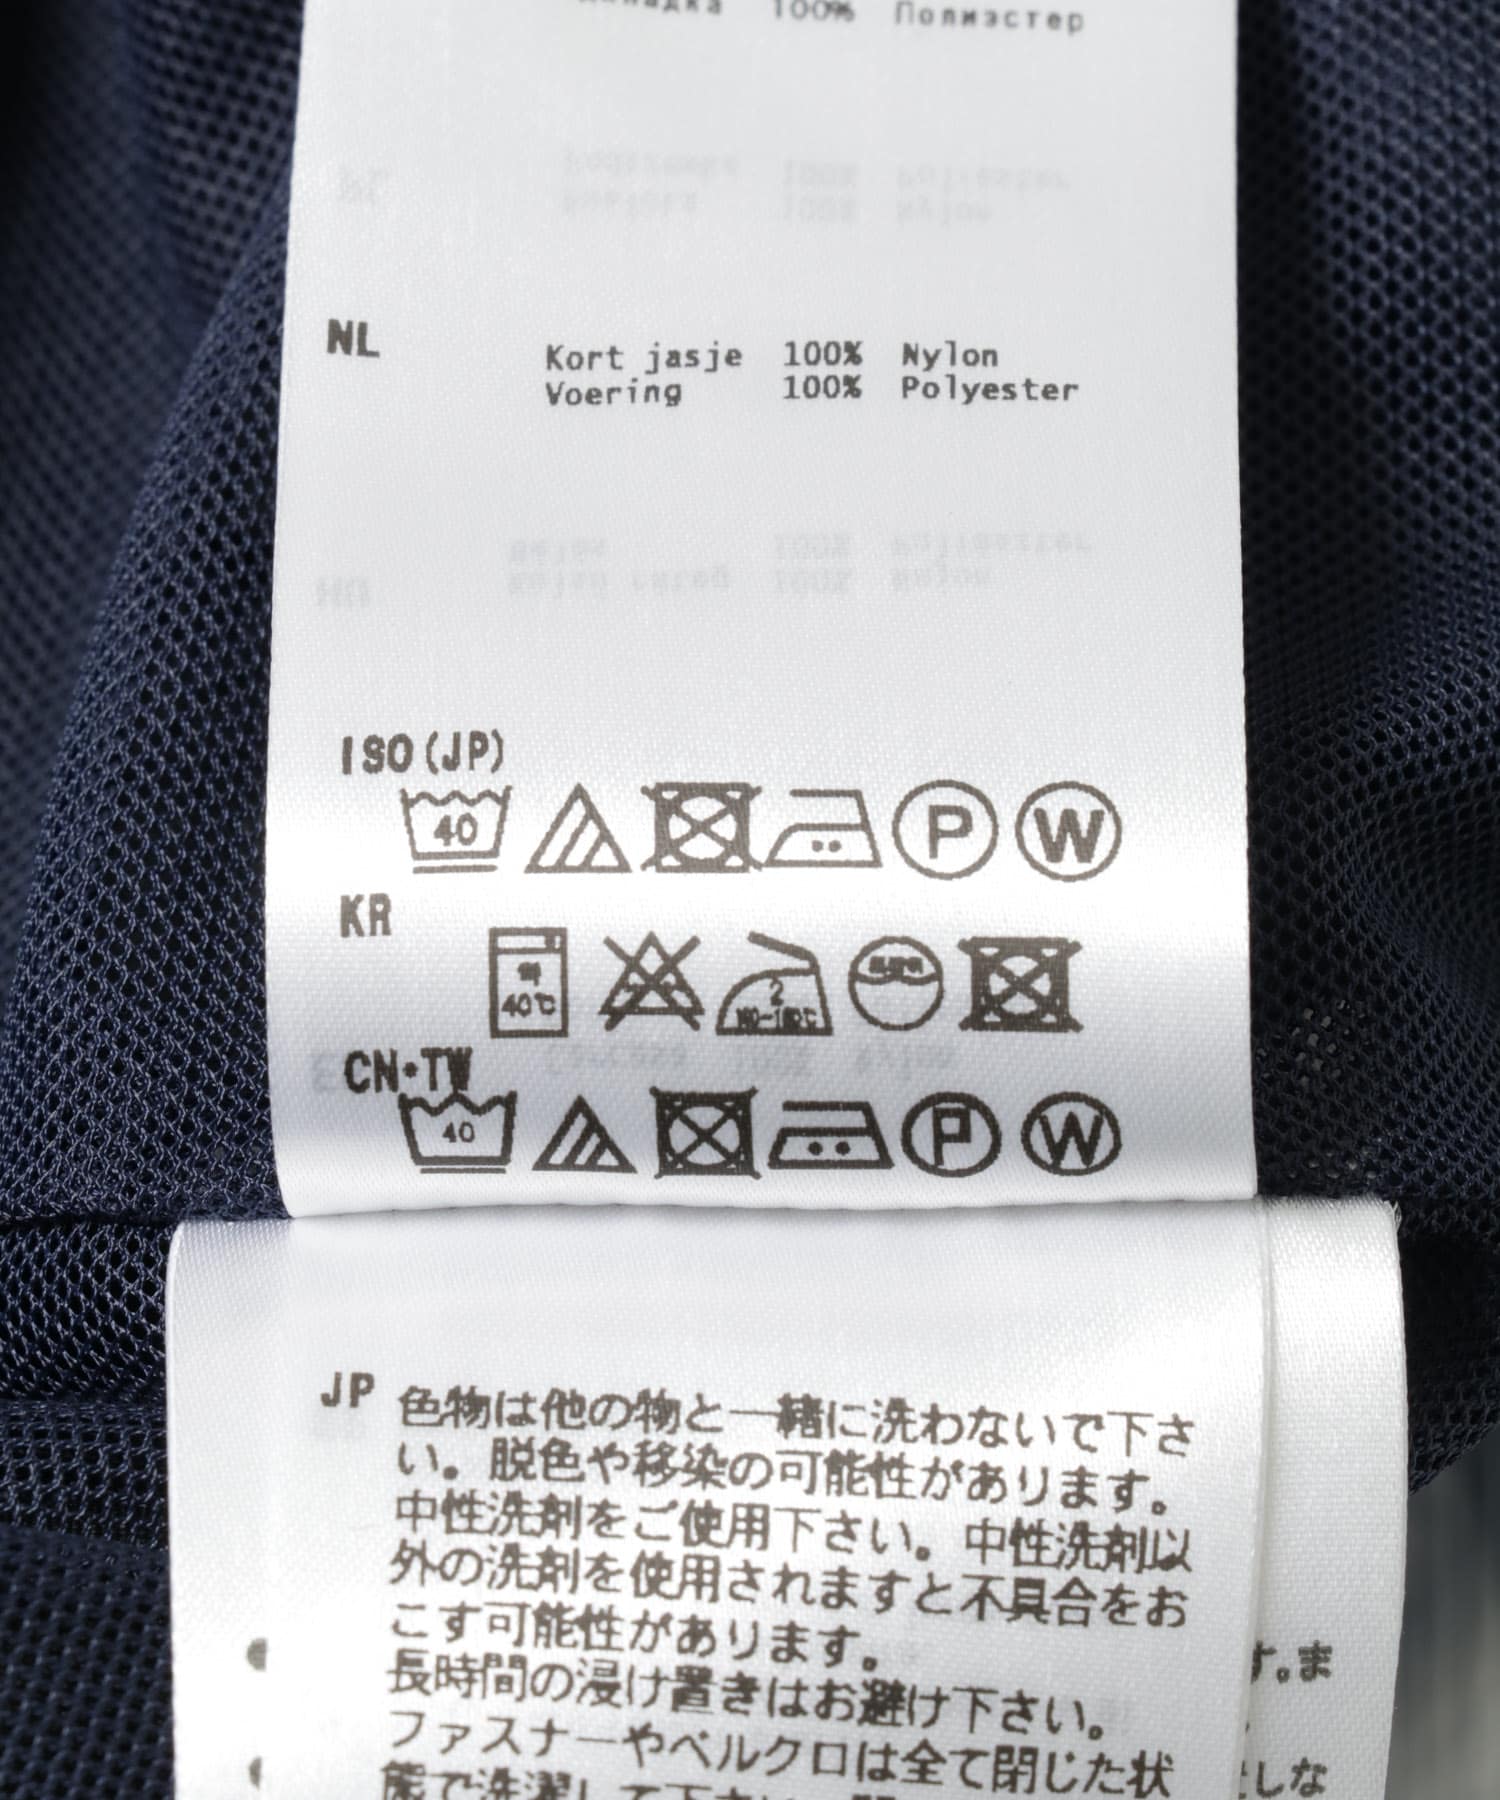 100% Полиэстер
NL
Kort jasje 100% Nylon
Voering 100% Polyester
ISO(JP)
40 P W
KR
40℃ 2
CN・TW
40 P W
JP
色物は他の物と一緒に洗わないで下さ
い。脱色や移染の可能性があります。
中性洗剤をご使用下さい。中性洗剤以
外の洗剤を使用されますと不具合をお
こす可能性があります。
長時間の浸け置きはお避け下さい。
ファスナーやベルクロは全て閉じた状
態で洗濯して下さい。
す。ま
しな